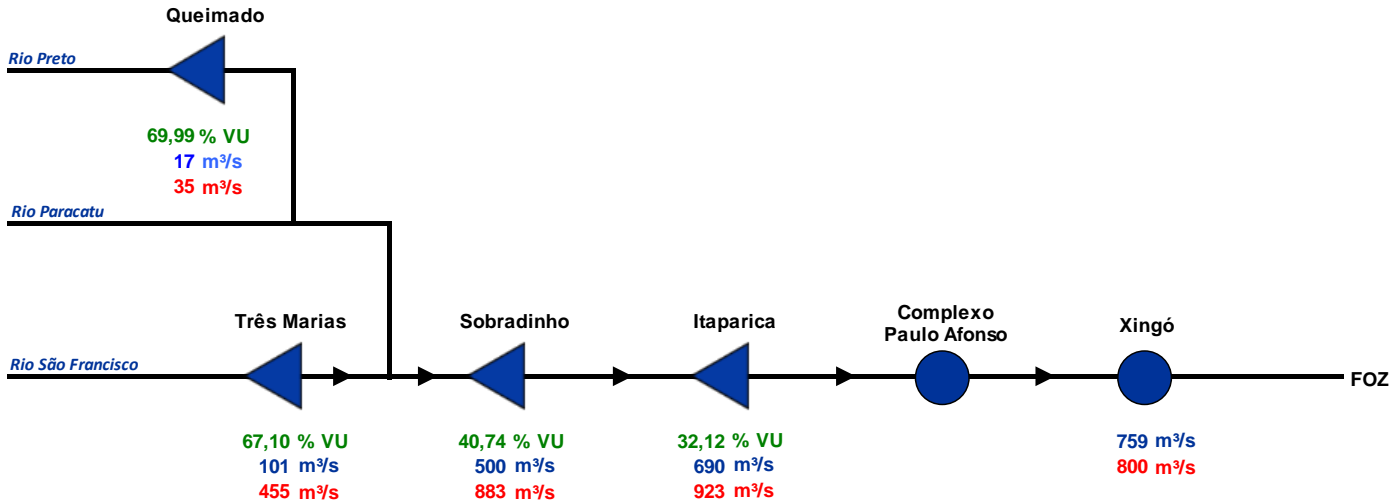 Queimado
Rio Preto
69,99 % VU
17 m³/s
35 m³/s
Rio Paracatu
Três Marias
Sobradinho
Itaparica
Complexo
Paulo Afonso
Xingó
Rio São Francisco
FOZ
67,10 % VU
101 m³/s
455 m³/s
40,74 % VU
500 m³/s
883 m³/s
32,12 % VU
690 m³/s
923 m³/s
759 m³/s
800 m³/s